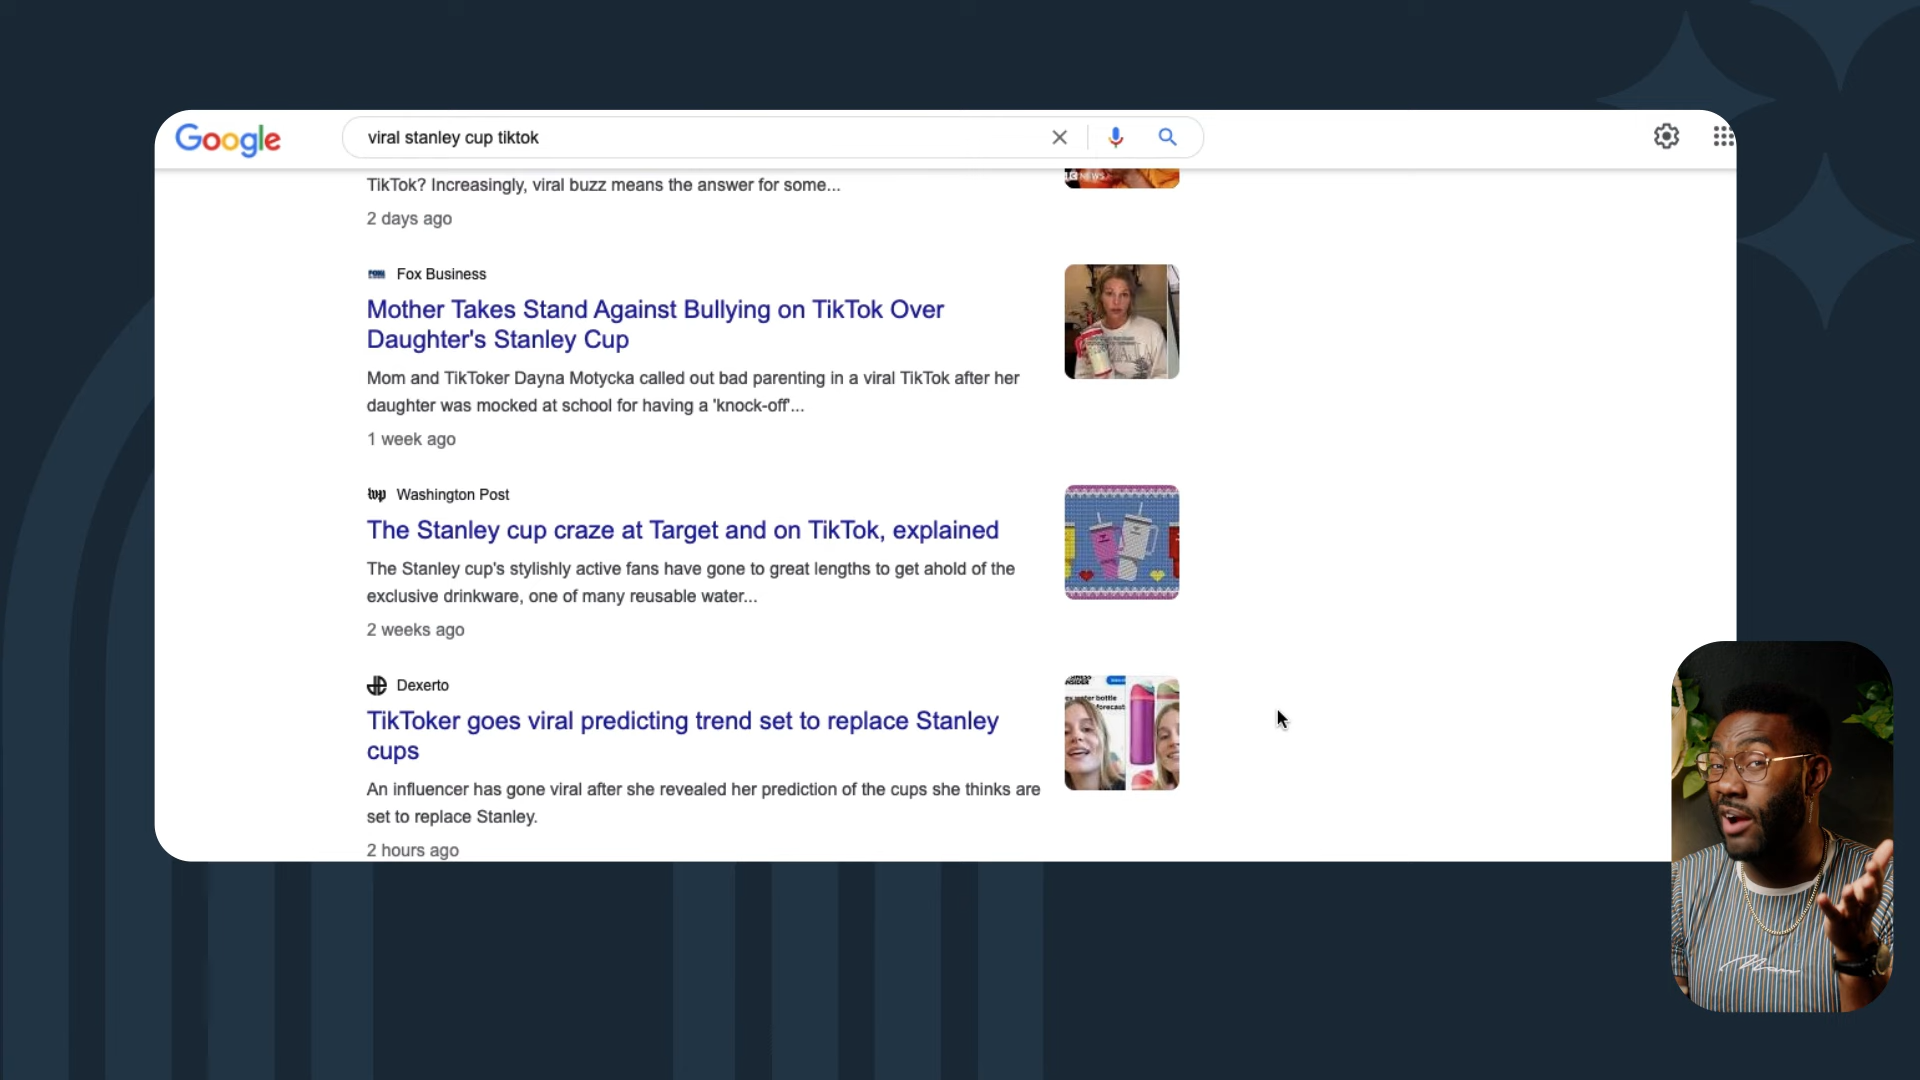 Google
viral stanley cup tiktok
TikTok? Increasingly, viral buzz means the answer for some...
NEWS
2 days ago
Fox Business
Mother Takes Stand Against Bullying on TikTok Over
Daughter's Stanley Cup
Mom and TikToker Dayna Motycka called out bad parenting in a viral TikTok after her
daughter was mocked at school for having a 'knock-off'...
1 week ago
wp Washington Post
The Stanley cup craze at Target and on TikTok, explained
The Stanley cup's stylishly active fans have gone to great lengths to get ahold of the
exclusive drinkware, one of many reusable water...
2 weeks ago
Dexerto
TikToker goes viral predicting trend set to replace Stanley
cups
An influencer has gone viral after she revealed her prediction of the cups she thinks are
set to replace Stanley.
2 hours ago
INSIDER
water bottle
forecast